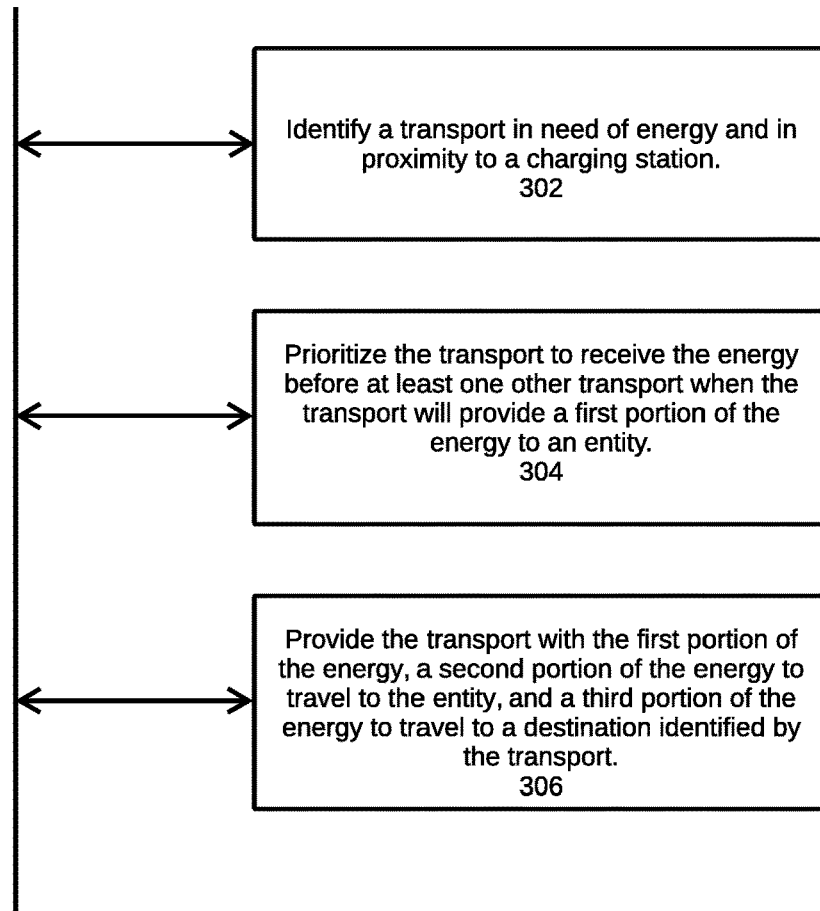 Identify a transport in need of energy and in
proximity to a charging station.
302
Prioritize the transport to receive the energy
before at least one other transport when the
transport will provide a first portion of the
energy to an entity.
304
Provide the transport with the first portion of
the energy, a second portion of the energy to
travel to the entity, and a third portion of the
energy to travel to a destination identified by
the transport.
306